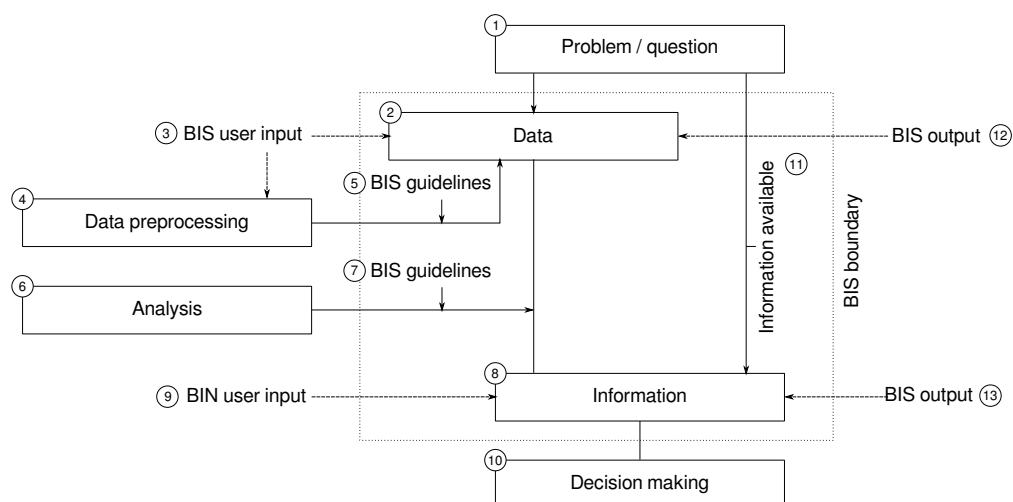 1 Problem / question
2 Data
3 BIS user input
BIS output 12
11
Information available
BIS boundary
5 BIS guidelines
4 Data preprocessing
7 BIS guidelines
6 Analysis
8 Information
9 BIN user input
BIS output 13
10 Decision making